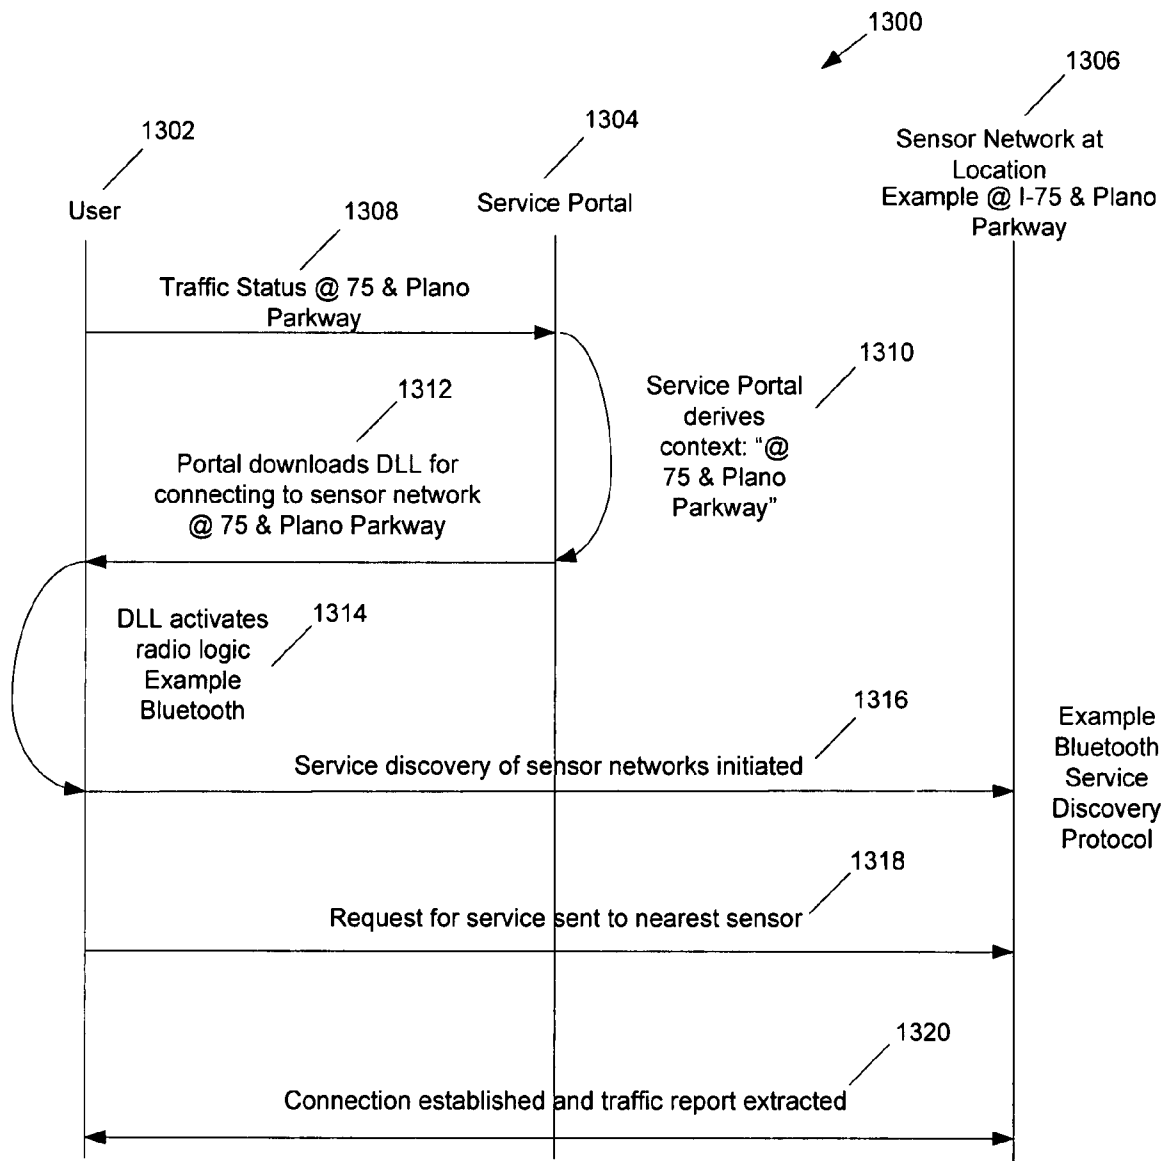 1300
1306
1304
1302
Sensor Network at
Location
Example @ I-75 & Plano
Parkway
User
Service Portal
1308
Traffic Status @ 75 & Plano
Parkway
1310
Service Portal
derives
context: “@
75 & Plano
Parkway”
1312
Portal downloads DLL for
connecting to sensor network
@ 75 & Plano Parkway
1314
DLL activates
radio logic
Example
Bluetooth
1316
Service discovery of sensor networks initiated
Example
Bluetooth
Service
Discovery
Protocol
1318
Request for service sent to nearest sensor
1320
Connection established and traffic report extracted